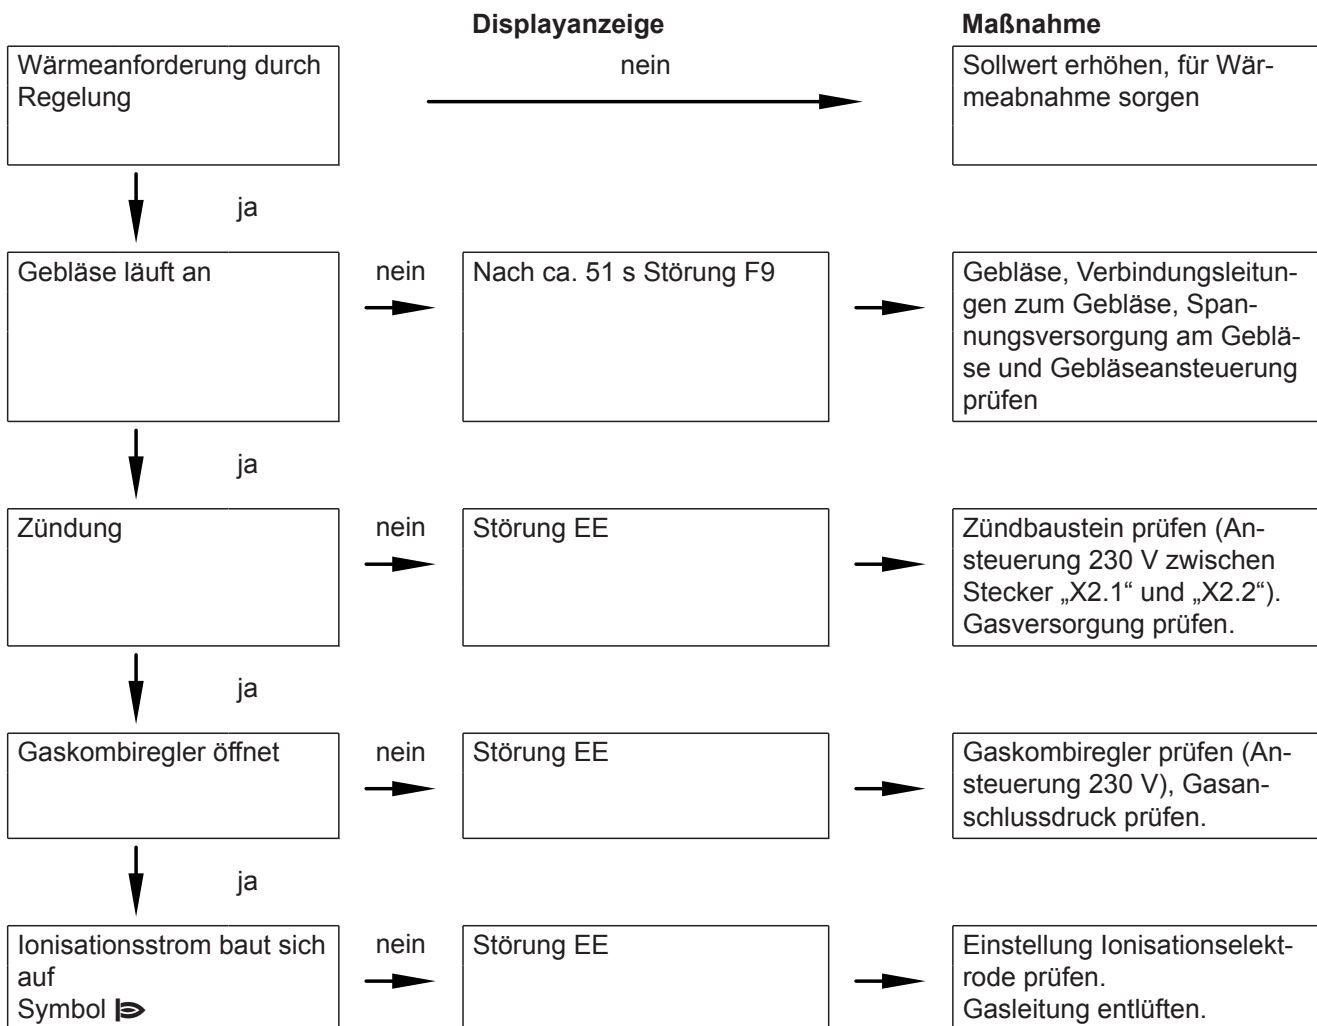 Displayanzeige Maßnahme
Wärmeanforderung durch
Regelung
nein
Sollwert erhöhen, für Wär-
meabnahme sorgen
ja
Gebläse läuft an
nein
Nach ca. 51 s Störung F9
Gebläse, Verbindungsleitun-
gen zum Gebläse, Span-
nungsversorgung am Geblä-
se und Gebläseansteuerung
prüfen
ja
Zündung
nein
Störung EE
Zündbaustein prüfen (An-
steuerung 230 V zwischen
Stecker „X2.1“ und „X2.2“).
Gasversorgung prüfen.
ja
Gaskombiregler öffnet
nein
Störung EE
Gaskombiregler prüfen (An-
steuerung 230 V), Gasan-
schlussdruck prüfen.
ja
Ionisationsstrom baut sich
auf
Symbol
nein
Störung EE
Einstellung Ionisationselekt-
rode prüfen.
Gasleitung entlüften.